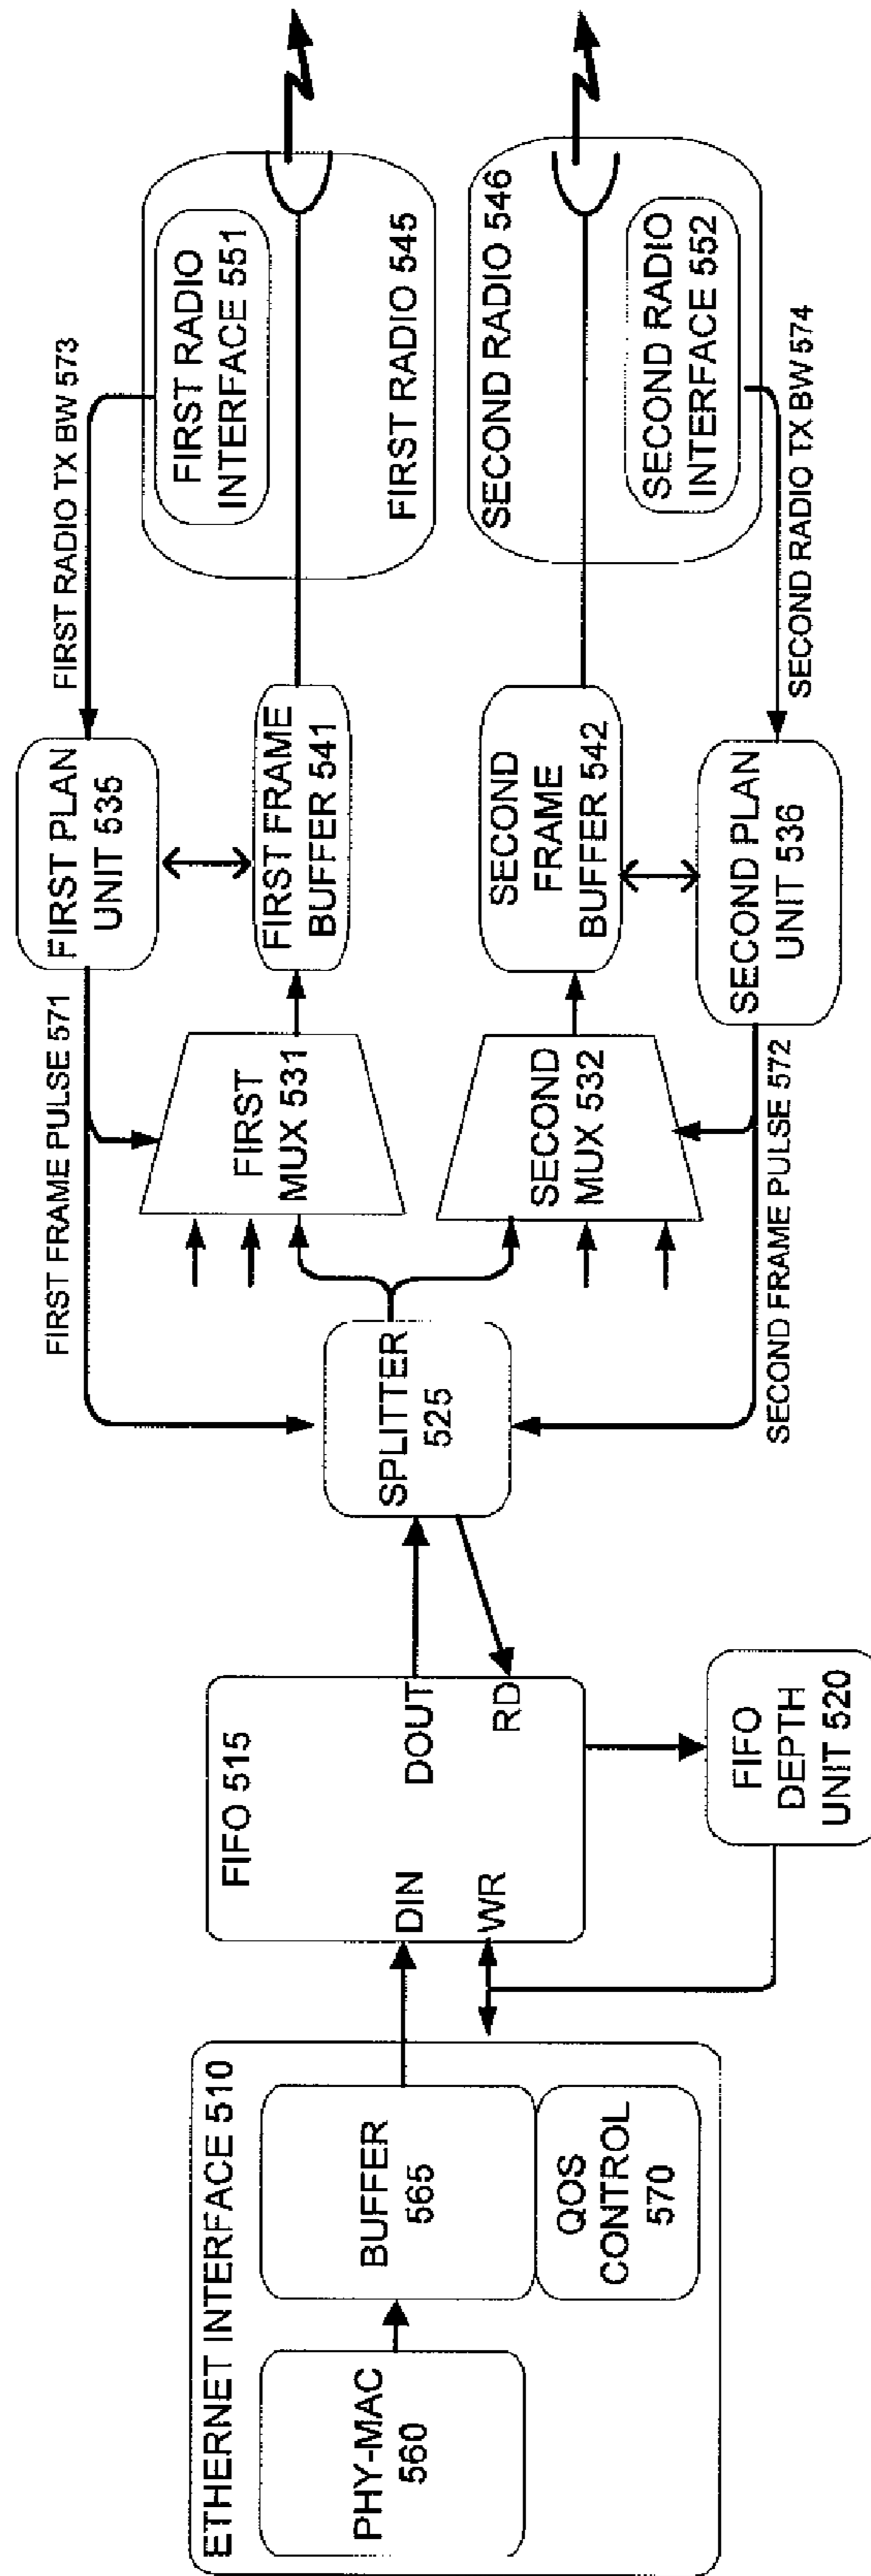 ETHERNET INTERFACE 510
PHY-MAC
560
BUFFER
565
QOS
CONTROL
570
FIFO 515
DIN
WR
DOUT
RD
FIFO
DEPTH
UNIT 520
SPLITTER
525
FIRST FRAME PULSE 571
SECOND FRAME PULSE 572
FIRST
MUX 531
SECOND
MUX 532
FIRST PLAN
UNIT 535
FIRST FRAME
BUFFER 541
SECOND
FRAME
BUFFER 542
SECOND PLAN
UNIT 536
FIRST RADIO TX BW 573
SECOND RADIO TX BW 574
FIRST RADIO
INTERFACE 551
FIRST RADIO 545
SECOND RADIO 546
SECOND RADIO
INTERFACE 552